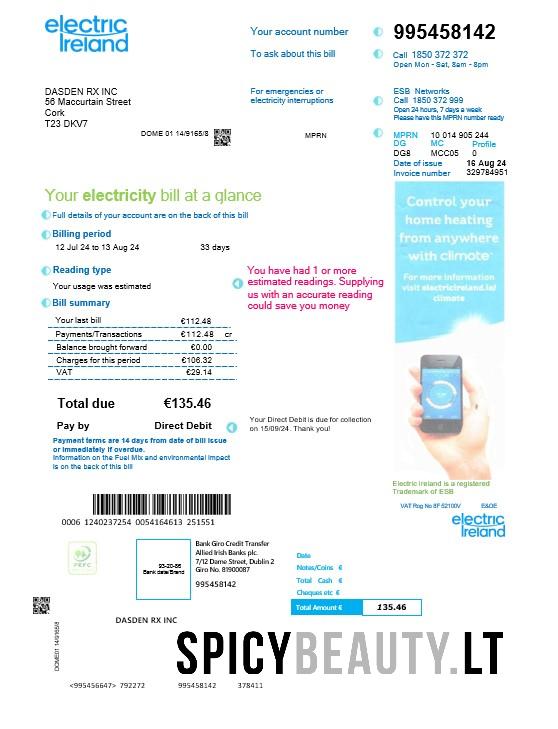 electric
Ireland
Your account number 995458142
To ask about this bill Call 1850 372 372
Open Mon - Sat, 8am - 8pm
DASDEN RX INC
56 Maccurtain Street
Cork
T23 DKV7
DOME 01 14/9165/8
For emergencies or
electricity interruptions
ESB Networks
Call 1850 372 999
Open 24 hours, 7 days a week
Please have this MPRN number ready
MPRN
MPRN 10 014 905 244
DG MC Profile
DG8 MCC05 0
Date of issue 16 Aug 24
Invoice number 329784951
Your electricity bill at a glance
Full details of your account are on the back of this bill
Billing period
12 Jul 24 to 13 Aug 24 33 days
Reading type
Your usage was estimated
You have had 1 or more
estimated readings. Supplying
us with an accurate reading
could save you money
Bill summary
Your last bill €112.48
Payments/Transactions €112.48 cr
Balance brought forward €0.00
Charges for this period €106.32
VAT €29.14
Total due €135.46
Pay by Direct Debit
Your Direct Debit is due for collection
on 15/09/24. Thank you!
Payment terms are 14 days from date of bill issue
or immediately if overdue.
Information on the Fuel Mix and environmental impact
is on the back of this bill
Control your
home heating
from anywhere
with climote
For more information
visit electricireland.ie/
climote
Electric Ireland is a registered
Trademark of ESB
VAT Reg No 8F 52100V E&OE
electric
Ireland
0006 1240237254 0054164613 251551
PEFC
93-20-86
Bank date/Brand
Bank Giro Credit Transfer
Allied Irish Banks plc.
7/12 Dame Street, Dublin 2
Giro No. 81900087
995458142
Date
Notes/Coins €
Total Cash €
Cheques etc €
Total Amount € 135.46
DASDEN RX INC
DOME01 14/9165/8
SPICYBEAUTY.LT
<995456647> 792272 995458142 378411